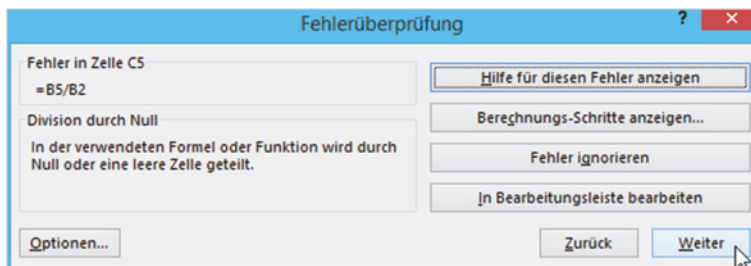 Fehlerüberprüfung
?
Fehler in Zelle C5
=B5/B2
Division durch Null
In der verwendeten Formel oder Funktion wird durch
Null oder eine leere Zelle geteilt.
Hilfe für diesen Fehler anzeigen
Berechnungs-Schritte anzeigen...
Fehler ignorieren
In Bearbeitungsleiste bearbeiten
Optionen...
Zurück
Weiter